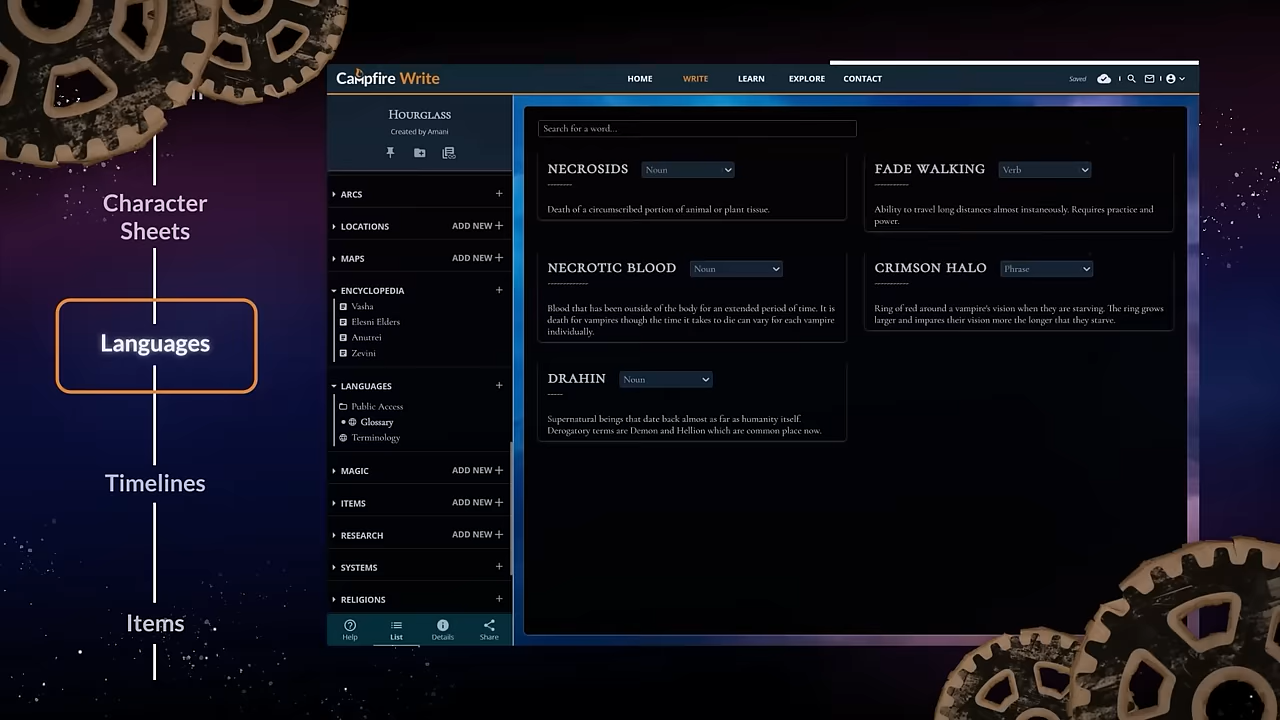 Character
Sheets
Languages
Timelines
Items
Campfire Write
HOME
WRITE
LEARN
EXPLORE
CONTACT
Saved
HOURGLASS
Created by Amani
ARCS
LOCATIONS
ADD NEW
MAPS
ADD NEW
ENCYCLOPEDIA
Vasha
Elesni Elders
Anutrei
Zevini
LANGUAGES
Public Access
Glossary
Terminology
MAGIC
ADD NEW
ITEMS
ADD NEW
RESEARCH
ADD NEW
SYSTEMS
RELIGIONS
Help
List
Details
Share
Search for a word...
NECROSIDS
Noun
Death of a circumscribed portion of animal or plant tissue.
FADE WALKING
Verb
Ability to travel long distances almost instaneously. Requires practice and
power.
NECROTIC BLOOD
Noun
Blood that has been outside of the body for an extended period of time. It is
death for vampires though the time it takes to die can vary for each vampire
individually.
CRIMSON HALO
Phrase
Ring of red around a vampire's vision when they are starving. The ring grows
larger and impares their vision more the longer that they starve.
DRAHIN
Noun
Supernatural beings that date back almost as far as humanity itself.
Derogatory terms are Demon and Hellion which are common place now.